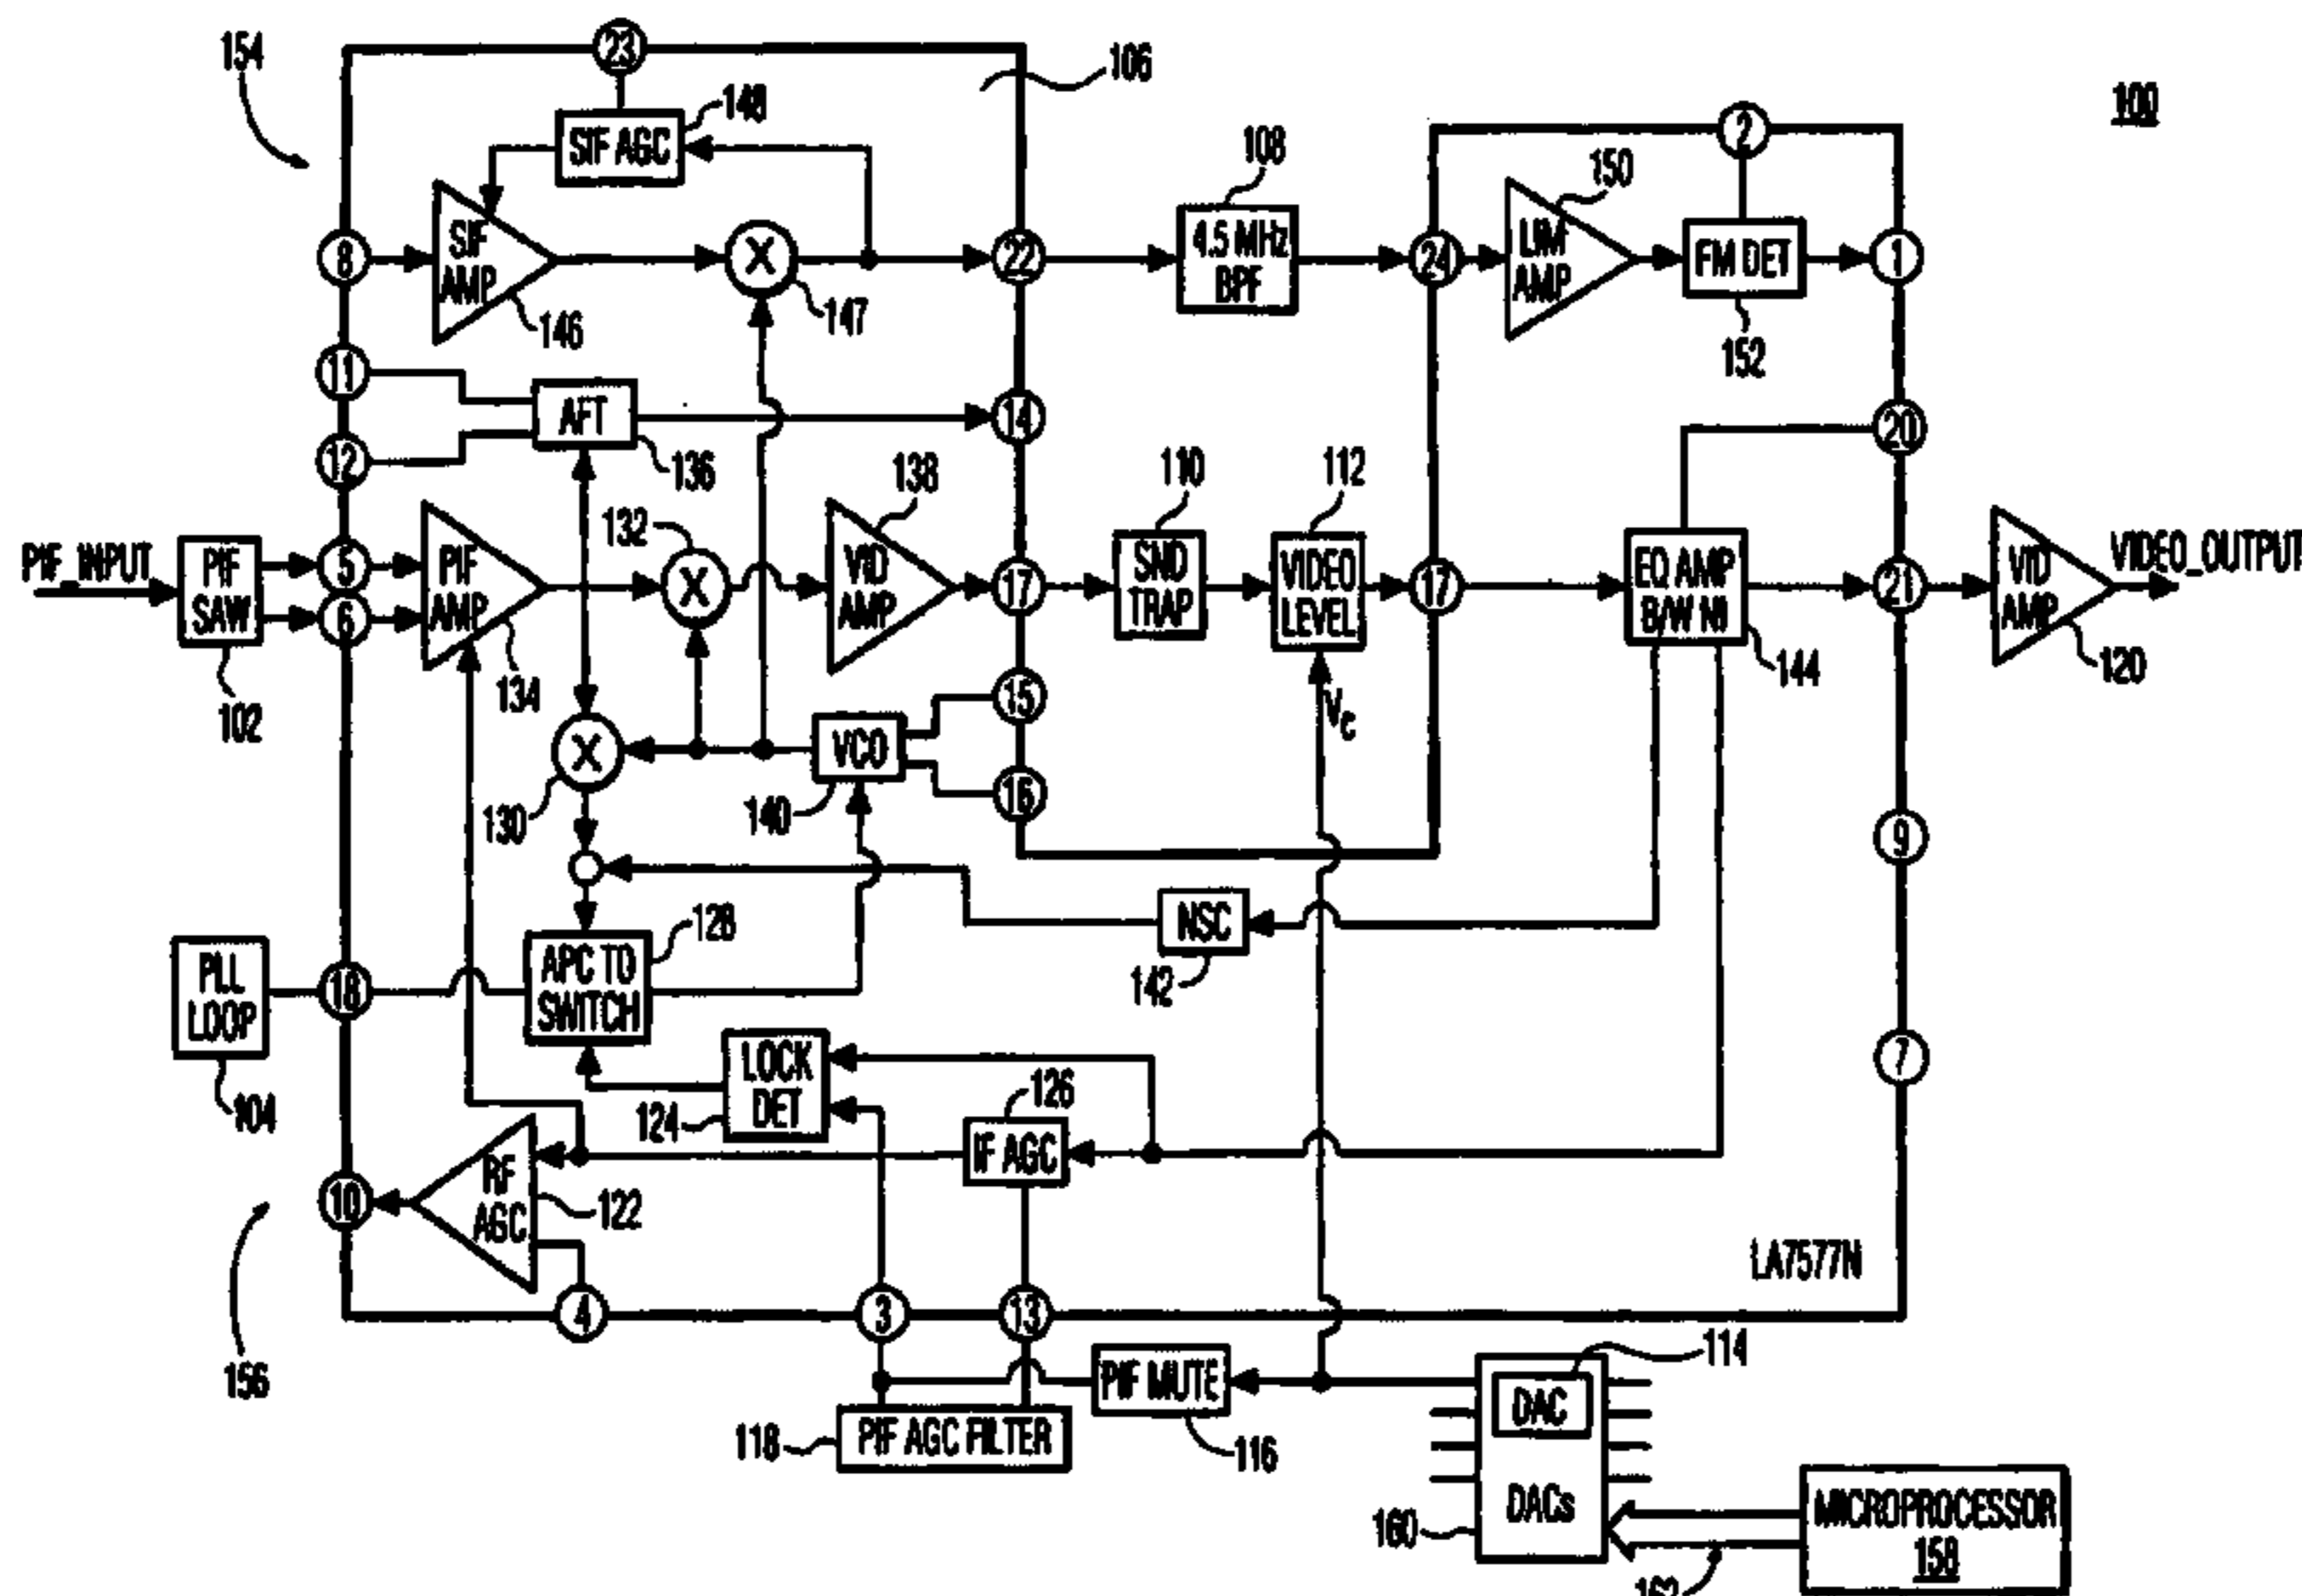 154
23
106
100
148
SIF AGC
2
108
150
8
SIF
AMP
146
X
147
22
4.5 MHz
BPF
24
LIM
AMP
FM DET
152
1
11
AFT
136
14
20
12
138
110
112
PIF_INPUT
PIF
SAW
102
5
6
PIF
AMP
134
132
X
VID
AMP
17
SND
TRAP
VIDEO
LEVEL
17
EQ AMP
B/W NI
144
21
VID
AMP
120
VIDEO_OUTPUT
15
VC
X
130
VCO
140
16
9
128
NSC
142
PLL
LOOP
104
18
APC TO
SWITCH
LOCK
DET
124
126
IF AGC
7
10
RF
AGC
122
LA7577N
4
3
13
156
114
PIF MUTE
116
DAC
118
PIF AGC FILTER
DACs
160
MICROPROCESSOR
158
162